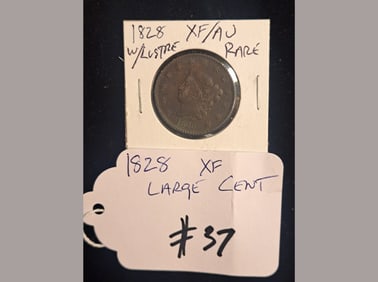 1828 XF/AU
W/LUSTRE RARE
1828 XF
LARGE CENT
#37